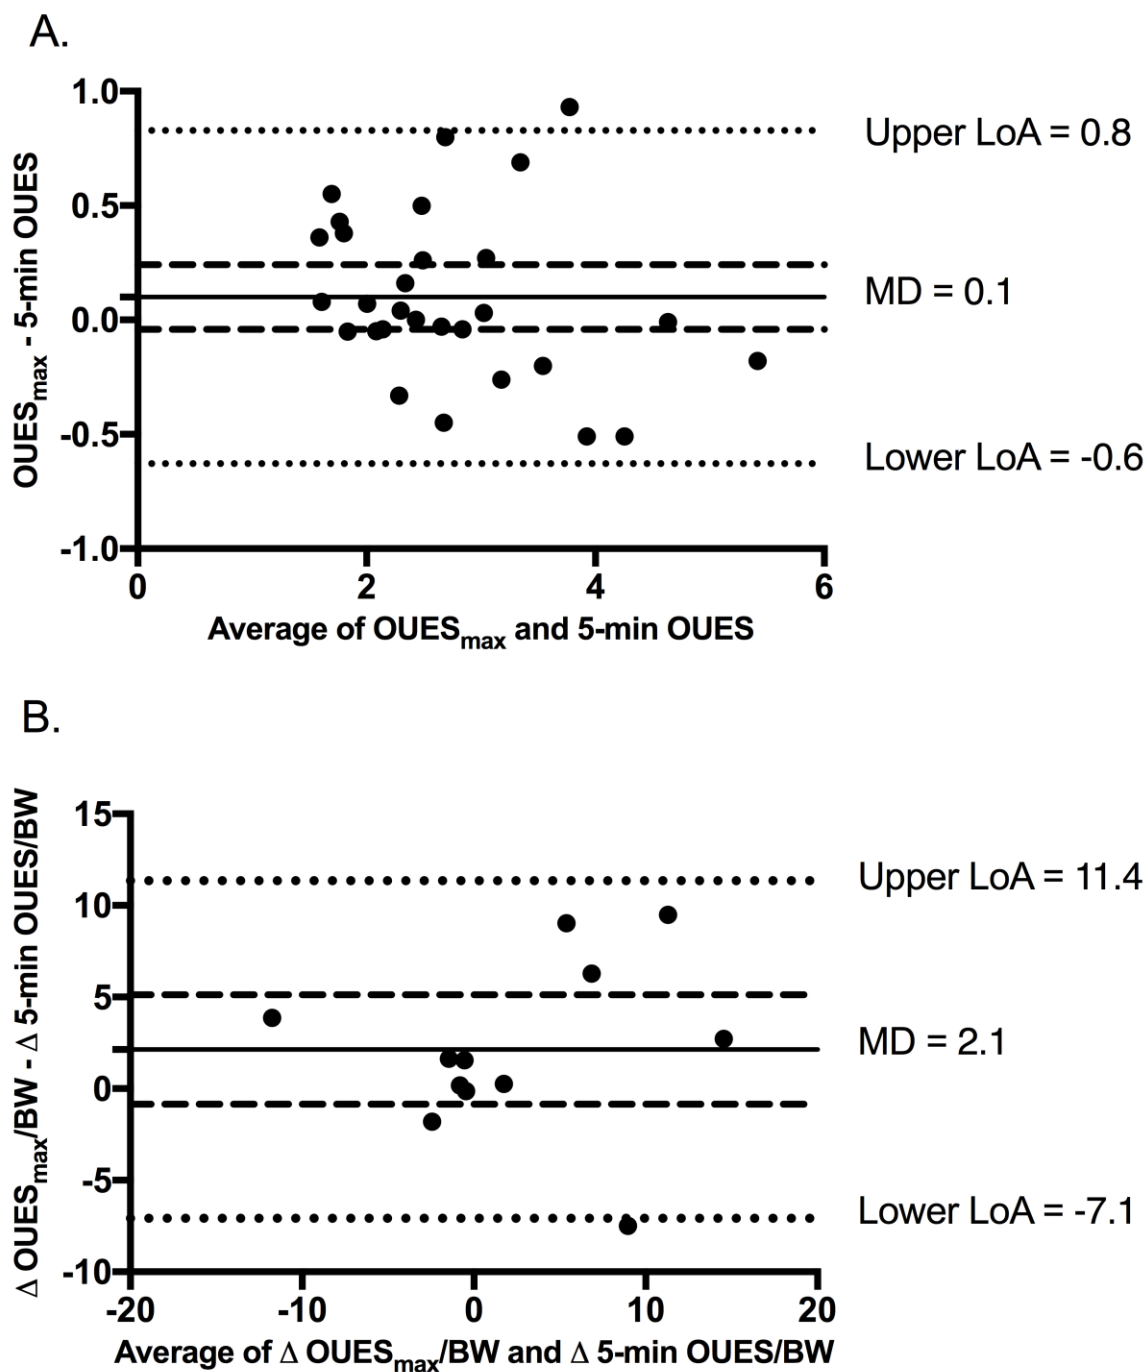 A.
1.0
0.5
0.0
-0.5
-1.0
OUESmax - 5-min OUES
Upper LoA = 0.8
MD = 0.1
Lower LoA = -0.6
0 2 4 6
Average of OUESmax and 5-min OUES
B.
15
10
5
0
-5
-10
Δ OUESmax/BW - Δ 5-min OUES/BW
Upper LoA = 11.4
MD = 2.1
Lower LoA = -7.1
-20 -10 0 10 20
Average of Δ OUESmax/BW and Δ 5-min OUES/BW